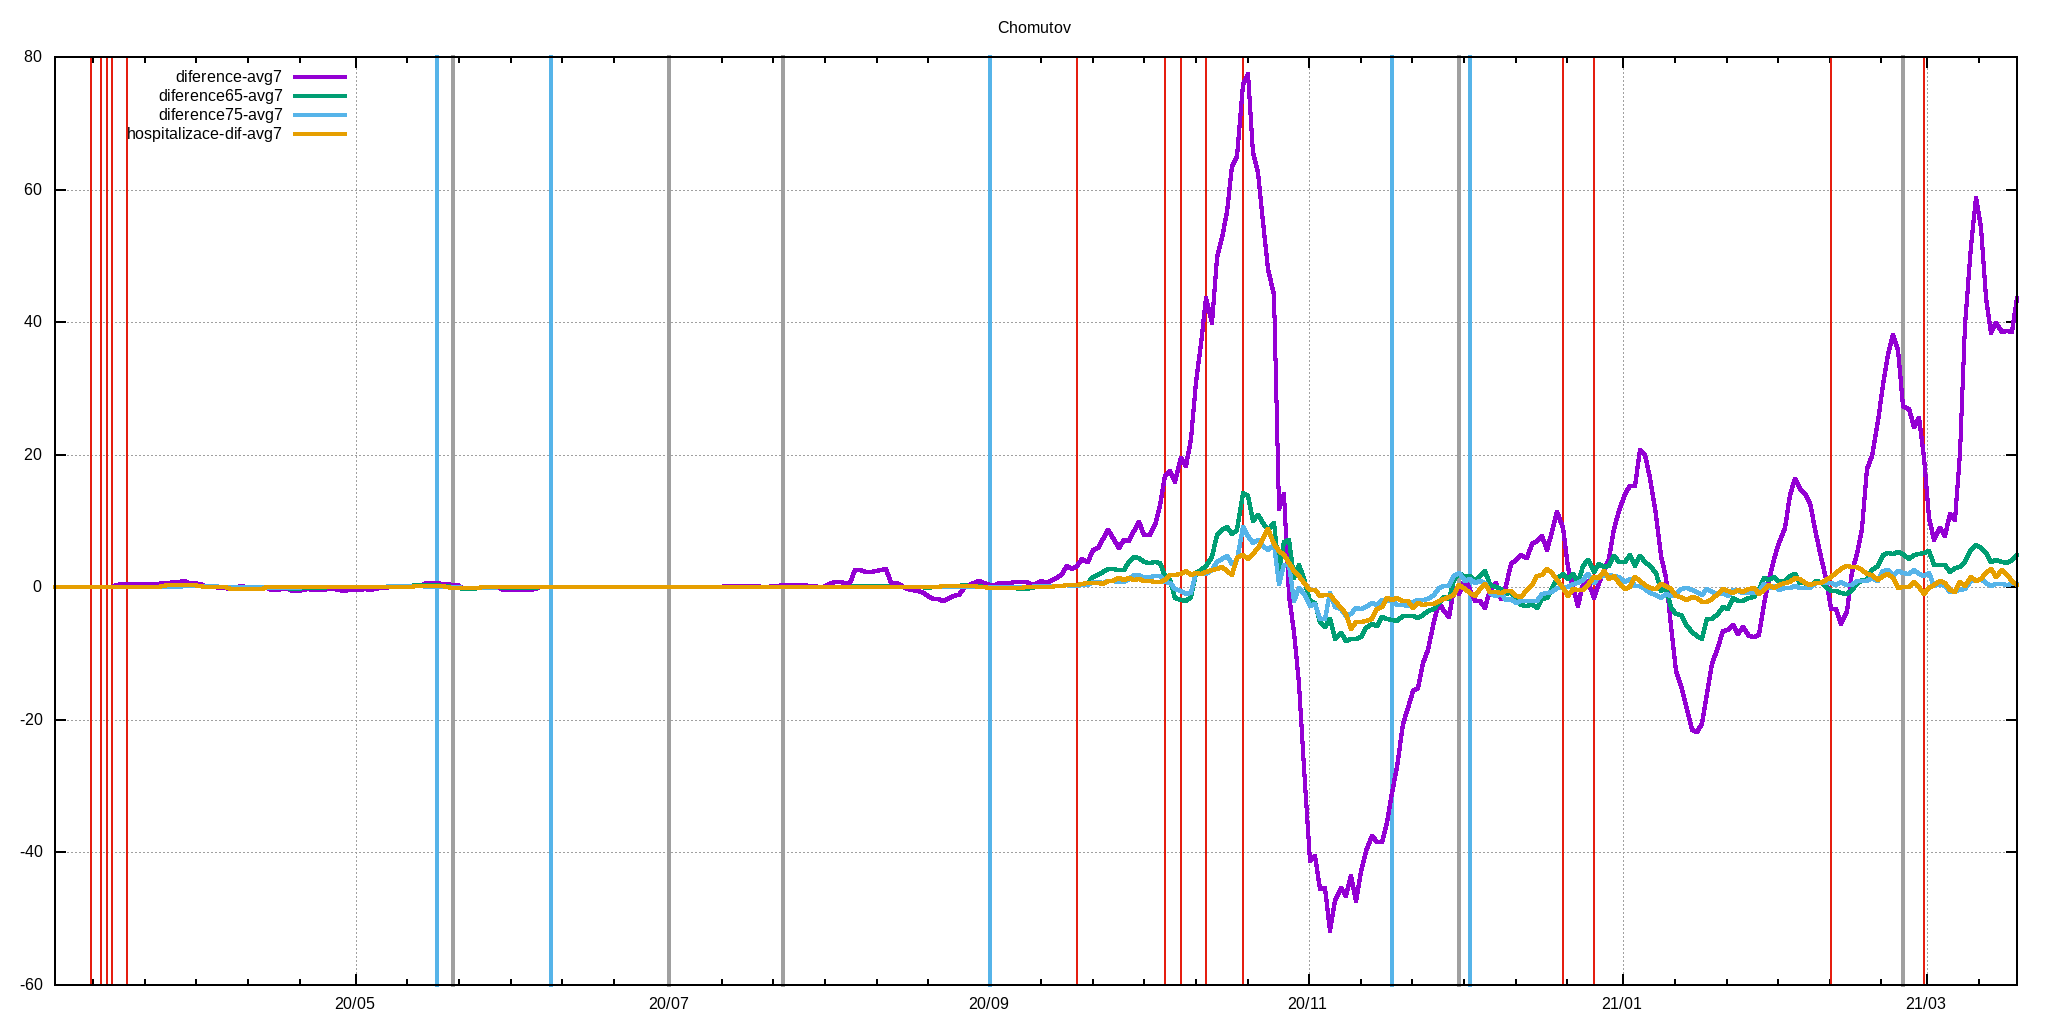 Chomutov
diference-avg7
diference65-avg7
diference75-avg7
hospitalizace-dif-avg7
80
60
40
20
0
-20
-40
-60
20/05 20/07 20/09 20/11 21/01 21/03